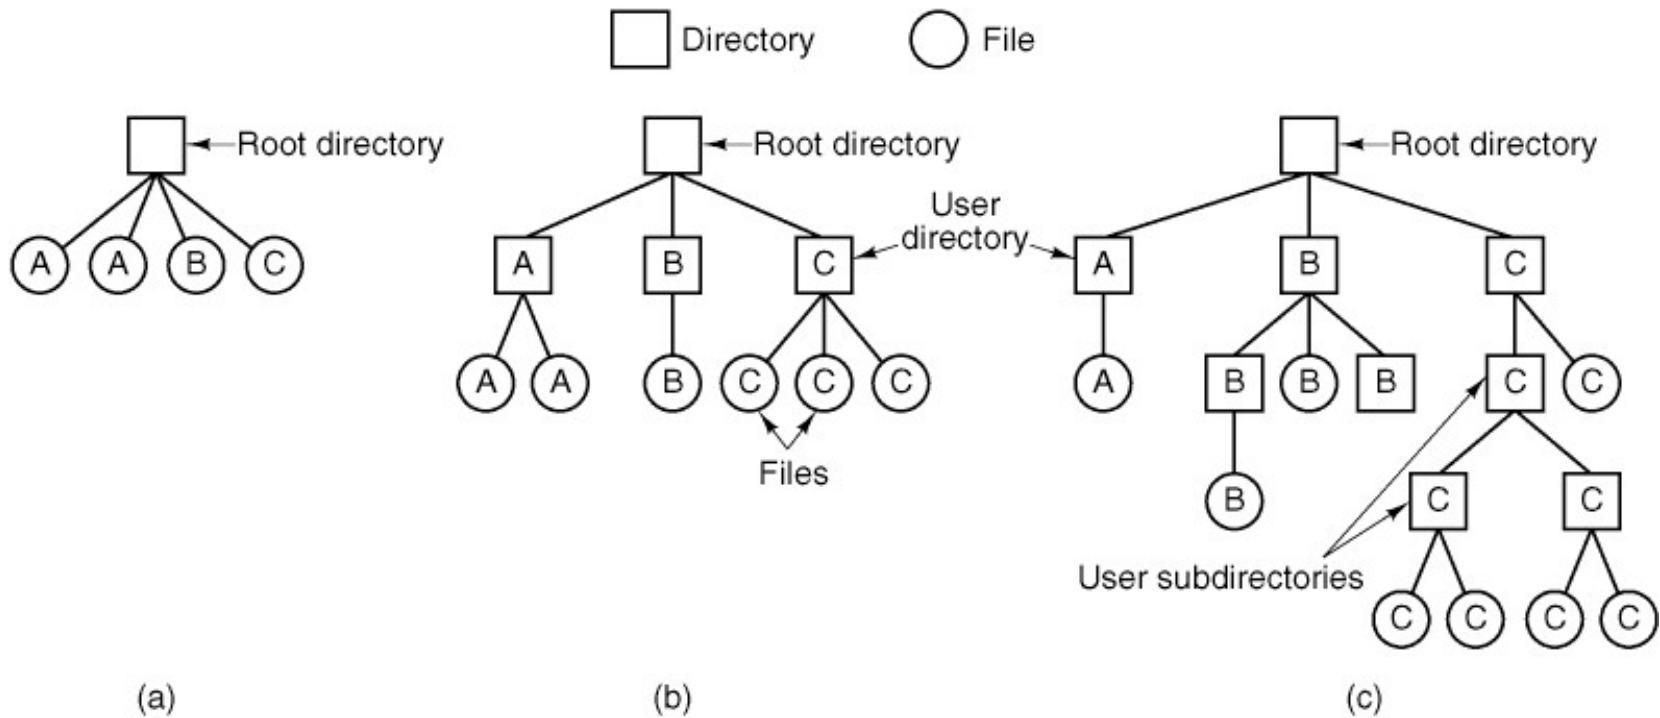 Directory File
Root directory Root directory Root directory
User
directory
A A B C A B C A B C
A A B C C C A B B B C C
Files
B C C
User subdirectories
C C C C
(a) (b) (c)